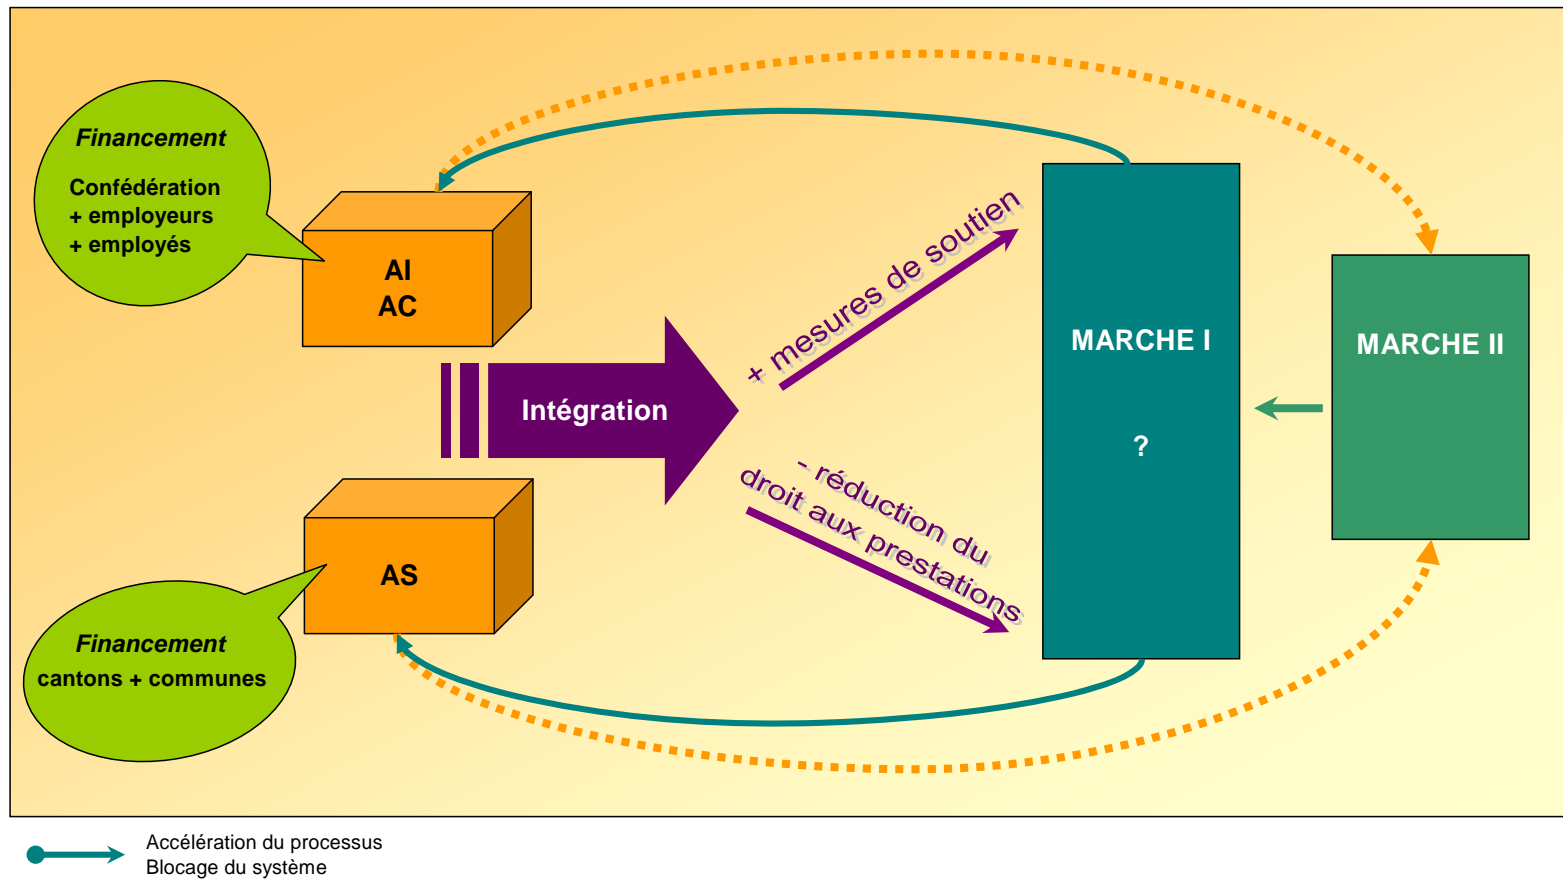 Financement
Confédération
+ employeurs
+ employés
AI
AC
Intégration
+ mesures de soutien
- réduction du
droit aux prestations
MARCHE I
?
MARCHE II
AS
Financement
cantons + communes
Accélération du processus
Blocage du système